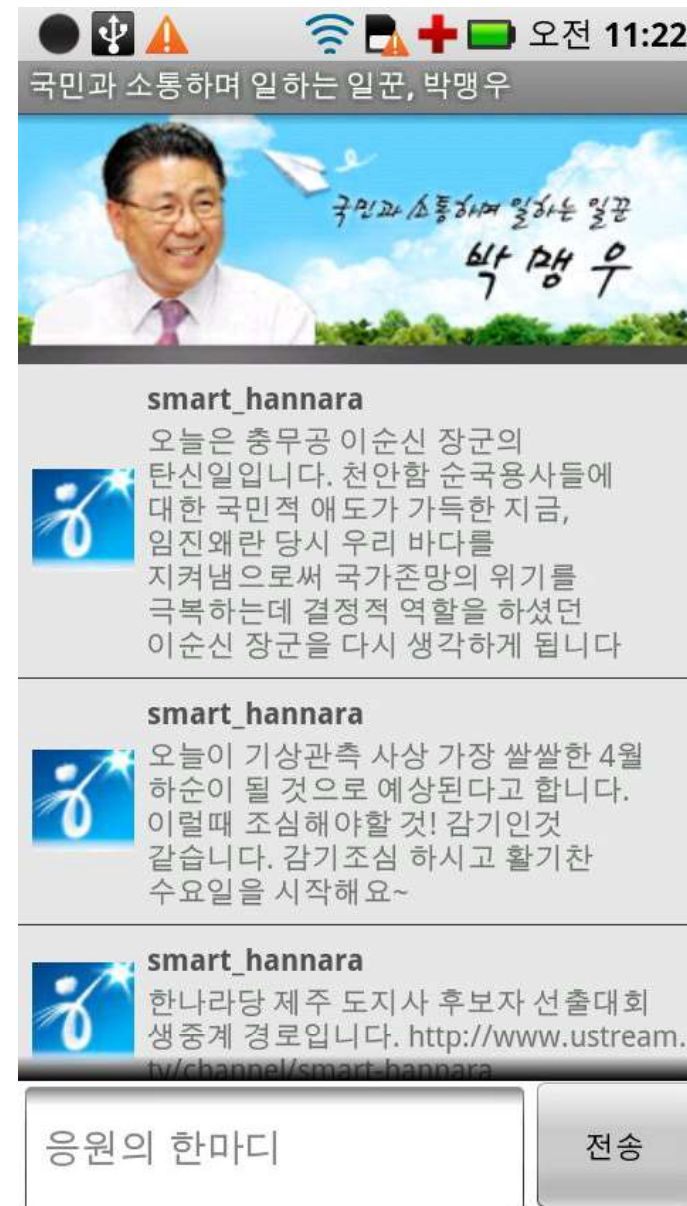 오전 11:22
국민과 소통하며 일하는 일꾼, 박맹우
국민과 소통하며 일하는 일꾼
박맹우
smart_hannara
오늘은 충무공 이순신 장군의
탄신일입니다. 천안함 순국용사들에
대한 국민적 애도가 가득한 지금,
임진왜란 당시 우리 바다를
지켜냄으로써 국가존망의 위기를
극복하는데 결정적 역할을 하셨던
이순신 장군을 다시 생각하게 됩니다
smart_hannara
오늘이 기상관측 사상 가장 쌀쌀한 4월
하순이 될 것으로 예상된다고 합니다.
이럴때 조심해야할 것! 감기인것
같습니다. 감기조심 하시고 활기찬
수요일을 시작해요~
smart_hannara
한나라당 제주 도지사 후보자 선출대회
생중계 경로입니다. http://www.ustream.
tv/channel/smart-hannara
응원의 한마디
전송